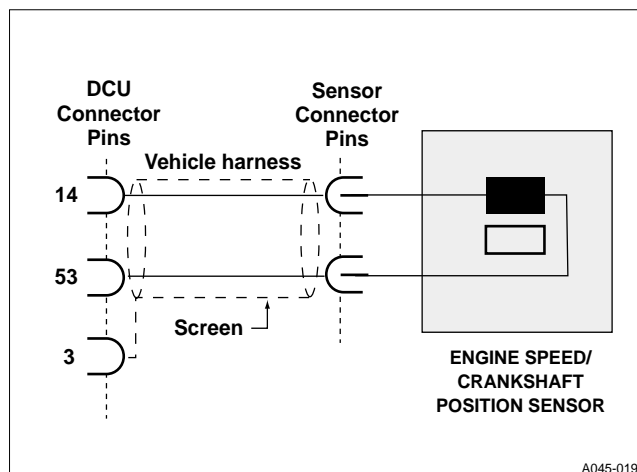 DCU
Connector
Pins
Sensor
Connector
Pins
Vehicle harness
14
53
Screen
3
ENGINE SPEED/
CRANKSHAFT
POSITION SENSOR
A045-019